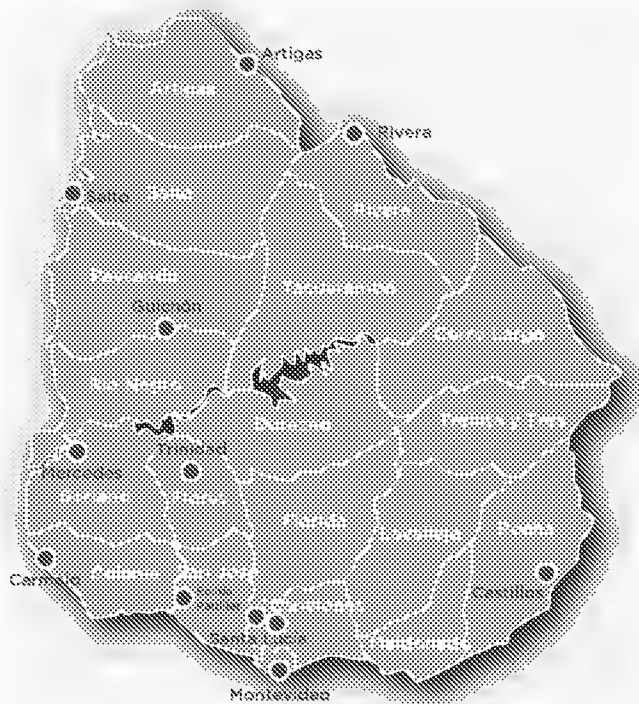 Artigas
Artigas
Rivera
Salto
Salto
Rivera
Paysandú
Tacuarembó
Guichón
Cerro Largo
Río Negro
Durazno
Treinta y Tres
Trinidad
Mercedes
Soriano
Flores
Florida
Lavalleja
Rocha
Carmelo
Castillos
Canelones
Santa Lucía
Maldonado
Montevideo